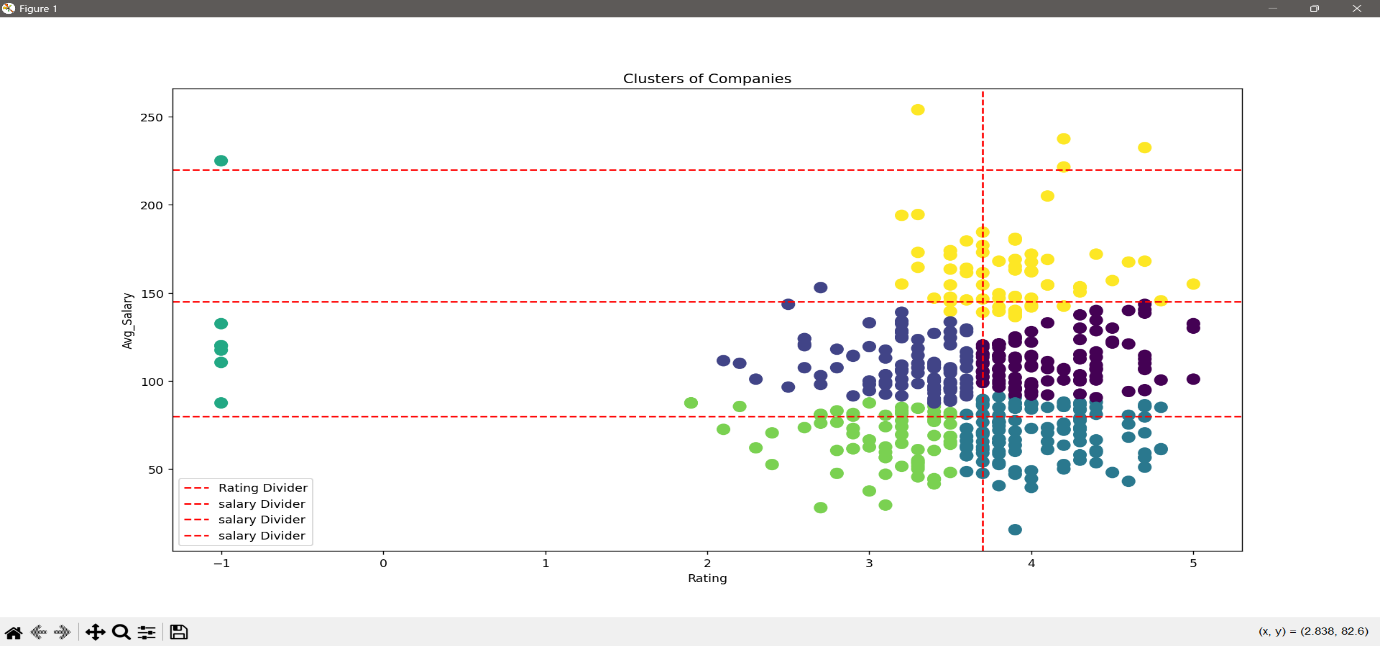 Figure 1
Clusters of Companies
Avg_Salary
250
200
150
100
50
Rating Divider
salary Divider
salary Divider
salary Divider
−1 0 1 2 3 4 5
Rating
(x, y) = (2.838, 82.6)